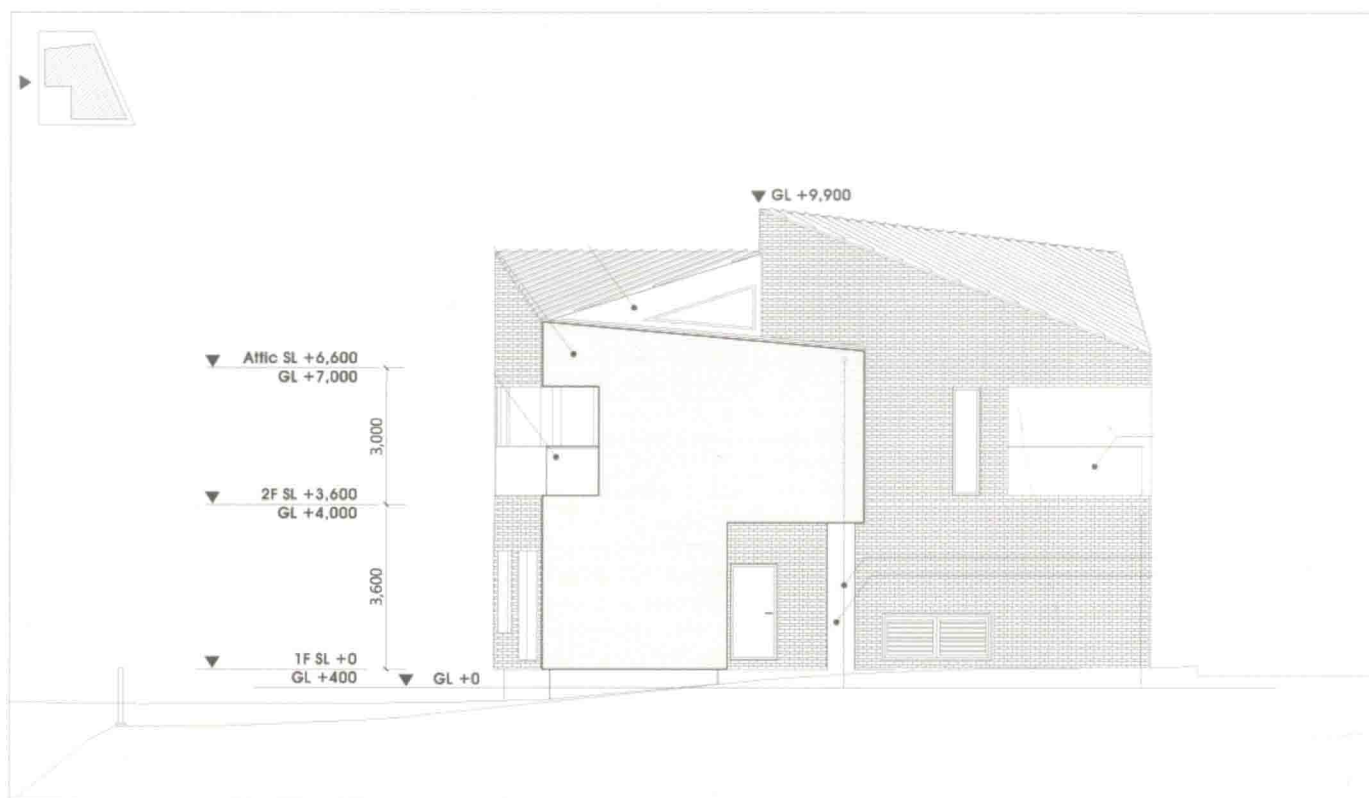 GL +9,900
Attic SL +6,600
GL +7,000
3,000
2F SL +3,600
GL +4,000
3,600
1F SL +0
GL +400
GL +0